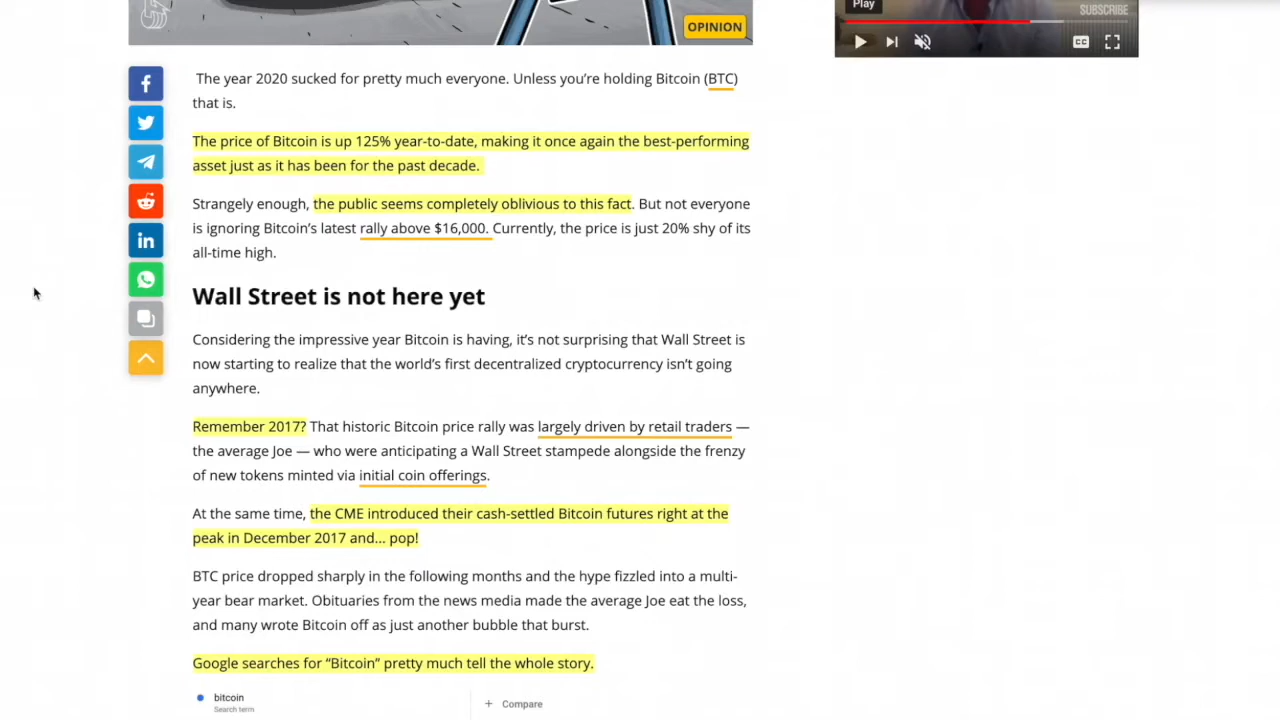 Play
SUBSCRIBE
OPINION
CC
The year 2020 sucked for pretty much everyone. Unless you’re holding Bitcoin (BTC)
that is.
The price of Bitcoin is up 125% year-to-date, making it once again the best-performing
asset just as it has been for the past decade.
Strangely enough, the public seems completely oblivious to this fact. But not everyone
is ignoring Bitcoin’s latest rally above $16,000. Currently, the price is just 20% shy of its
all-time high.
Wall Street is not here yet
Considering the impressive year Bitcoin is having, it’s not surprising that Wall Street is
now starting to realize that the world’s first decentralized cryptocurrency isn’t going
anywhere.
Remember 2017? That historic Bitcoin price rally was largely driven by retail traders —
the average Joe — who were anticipating a Wall Street stampede alongside the frenzy
of new tokens minted via initial coin offerings.
At the same time, the CME introduced their cash-settled Bitcoin futures right at the
peak in December 2017 and... pop!
BTC price dropped sharply in the following months and the hype fizzled into a multi-
year bear market. Obituaries from the news media made the average Joe eat the loss,
and many wrote Bitcoin off as just another bubble that burst.
Google searches for “Bitcoin” pretty much tell the whole story.
bitcoin
Search term
+ Compare